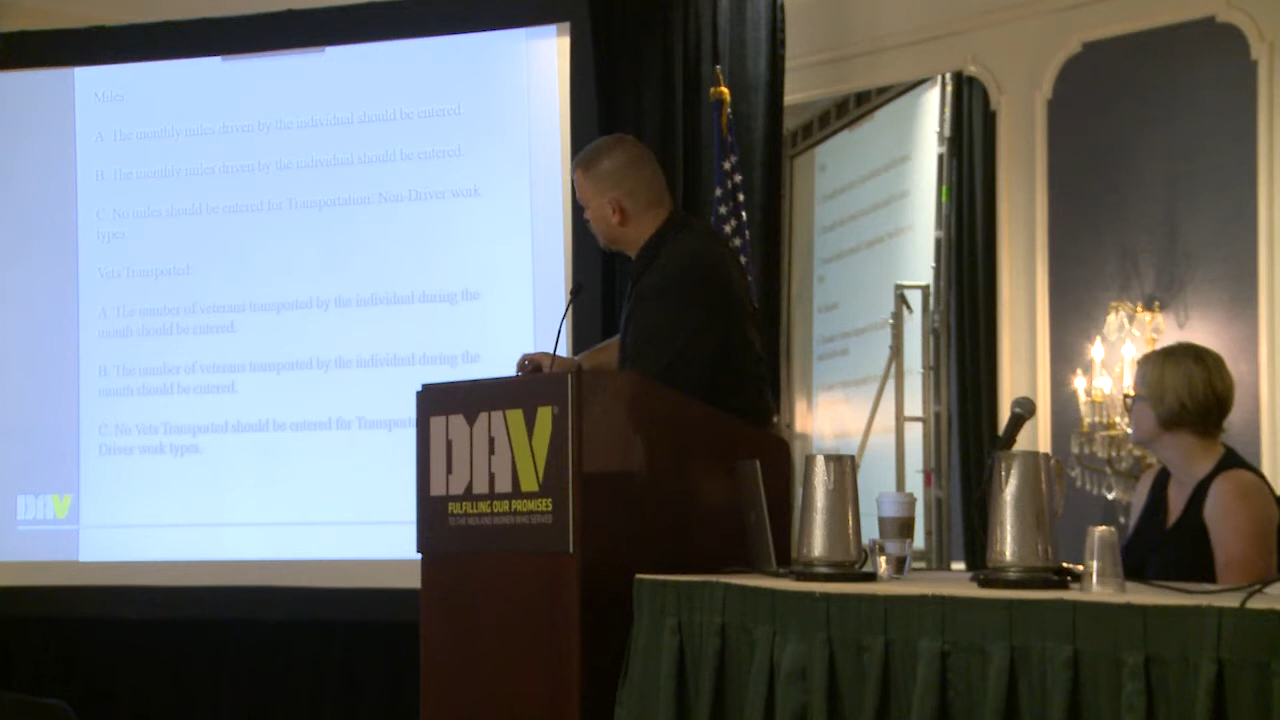 Miles:
A. The monthly miles driven by the individual should be entered.
B. The monthly miles driven by the individual should be entered.
C. No miles should be entered for Transportation: Non-Driver work
types.
Vets Transported:
A. The number of veterans transported by the individual during the
month should be entered.
B. The number of veterans transported by the individual during the
month should be entered.
C. No Vets Transported should be entered for Transporta
Driver work types.
DAV
DAV
FULFILLING OUR PROMISES
TO THE MEN AND WOMEN WHO SERVED